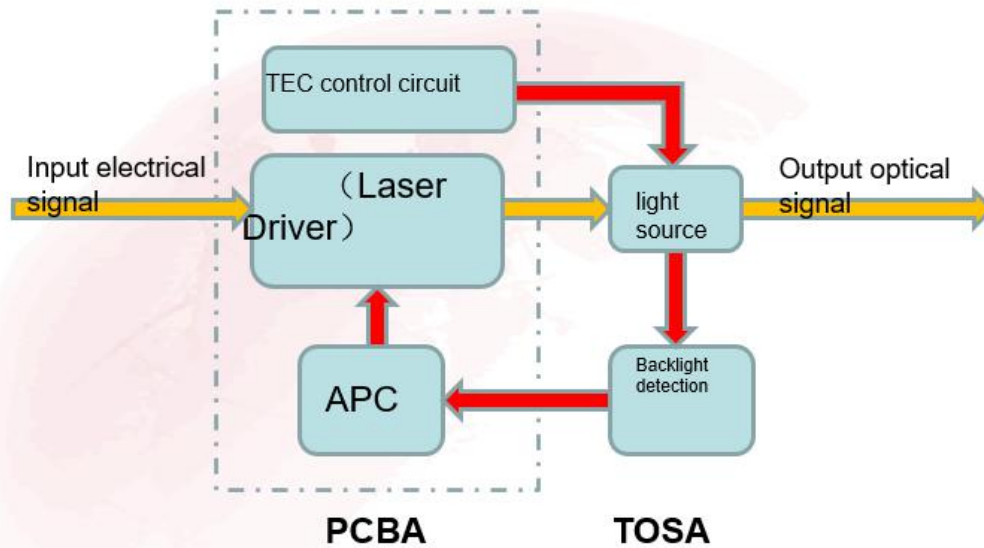 TEC control circuit
Input electrical
signal
（Laser
Driver）
light
source
Output optical
signal
Backlight
detection
APC
PCBA
TOSA